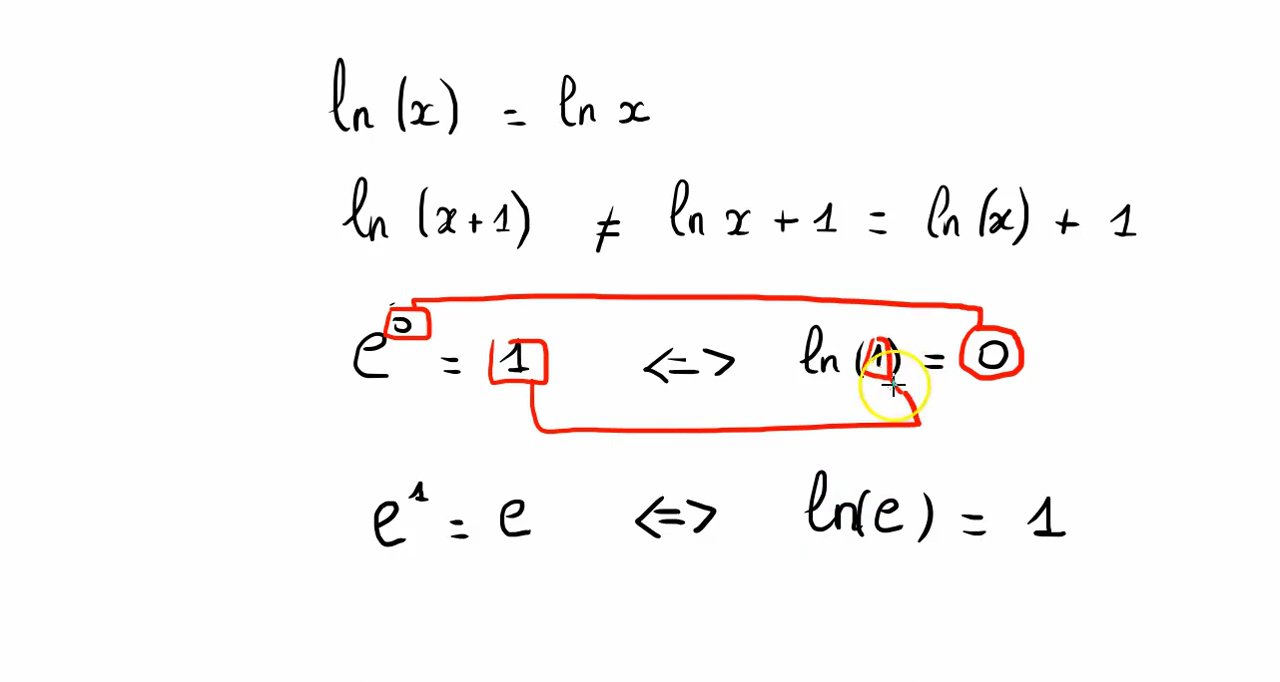 ln (x) = ln x
ln (x+1) ≠ ln x + 1 = ln(x) + 1
e⁰ = 1 <=> ln (1) = 0
e¹ = e <=> ln(e) = 1